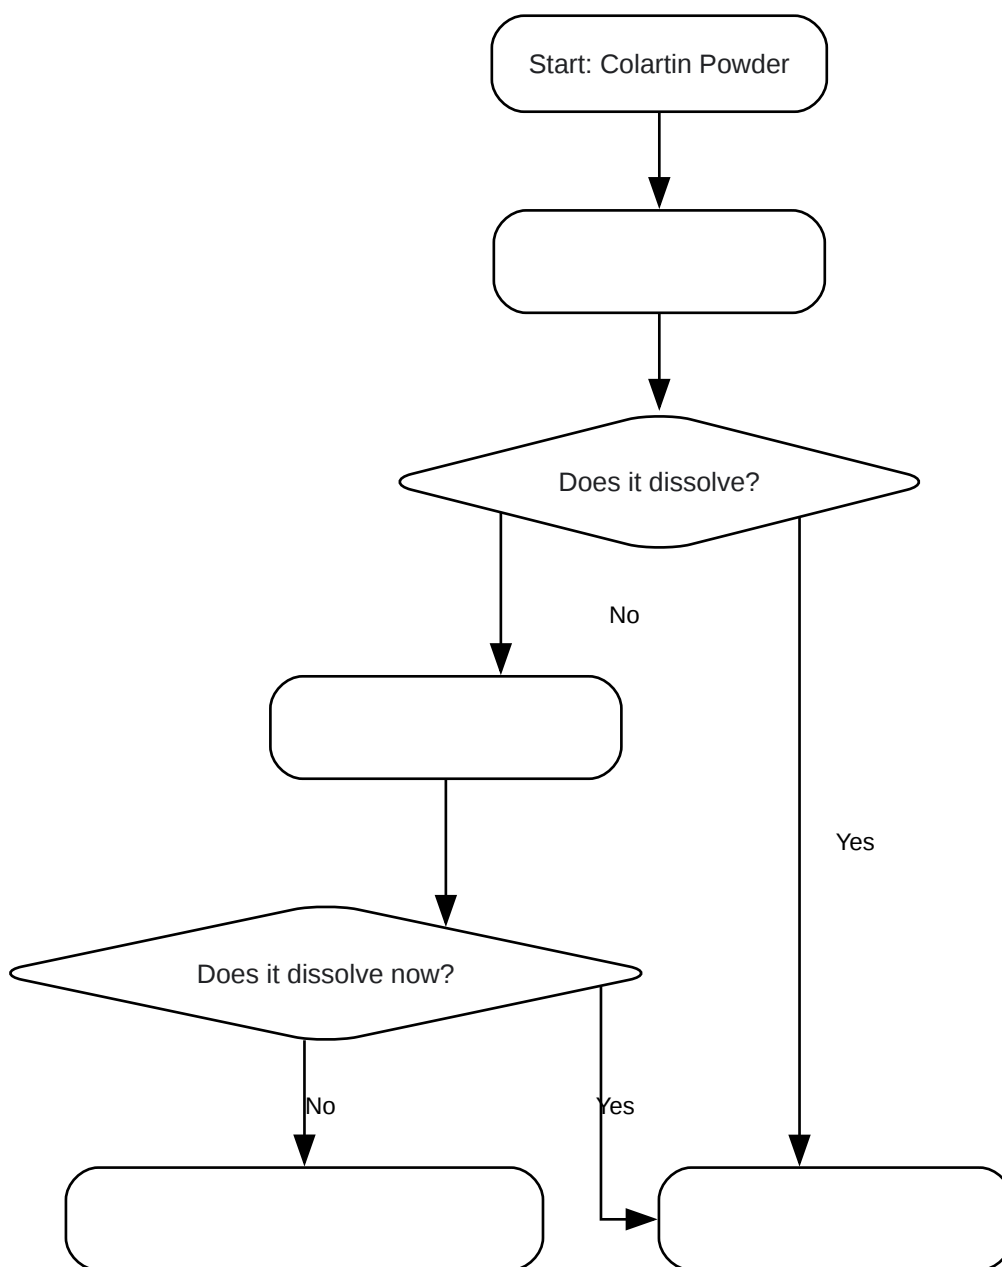 Start: Colartin Powder
Does it dissolve?
No
Yes
Does it dissolve now?
No
Yes